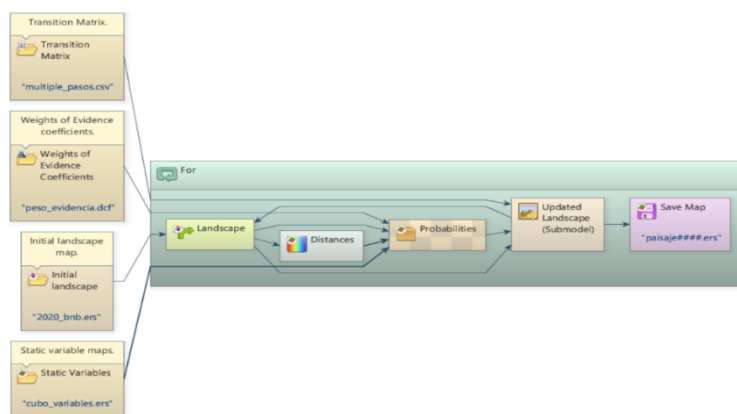 Transition Matrix.
Trransition
Matrix
"multiple_pasos.csv"
Weights of Evidence
coefficients.
Weights of
Evidence
Coefficients
"peso_evidencia.dcf"
Initial landscape
map.
Initial
landscape
"2020_bnb.ers"
Static variable maps.
Static Variables
"cubo_variables.ers"
For
Landscape
Distances
Probabilities
Updated
Landscape
(Submodel)
Save Map
"paisaje####.ers"